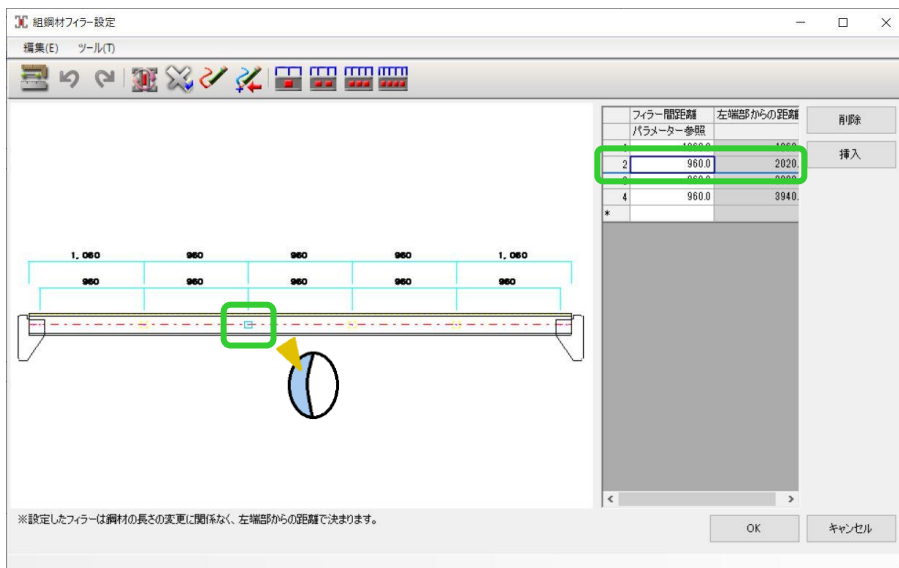 組鋼材フィラー設定
編集(E) ツール(T)
フィラー間距離 左端部からの距離
パラメーター参照
2 960.0 2020.
4 960.0 3940.
*
削除
挿入
1,060 960 960 960 1,060
960 960 960 960 960
※設定したフィラーは鋼材の長さの変更に関係なく、左端部からの距離で決まります。
OK キャンセル